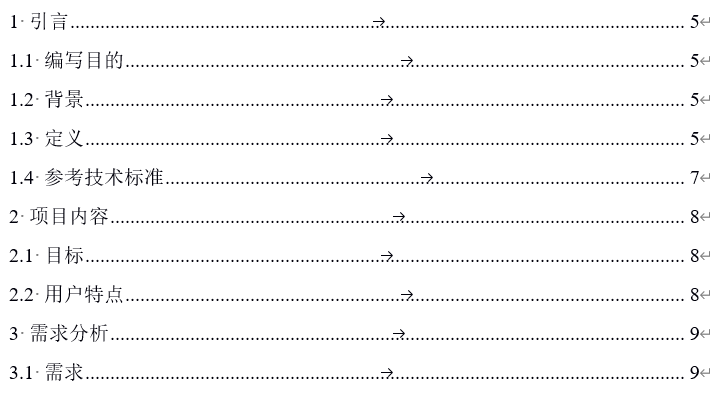 1 引言 5
1.1 编写目的 5
1.2 背景 5
1.3 定义 5
1.4 参考技术标准 7
2 项目内容 8
2.1 目标 8
2.2 用户特点 8
3 需求分析 9
3.1 需求 9